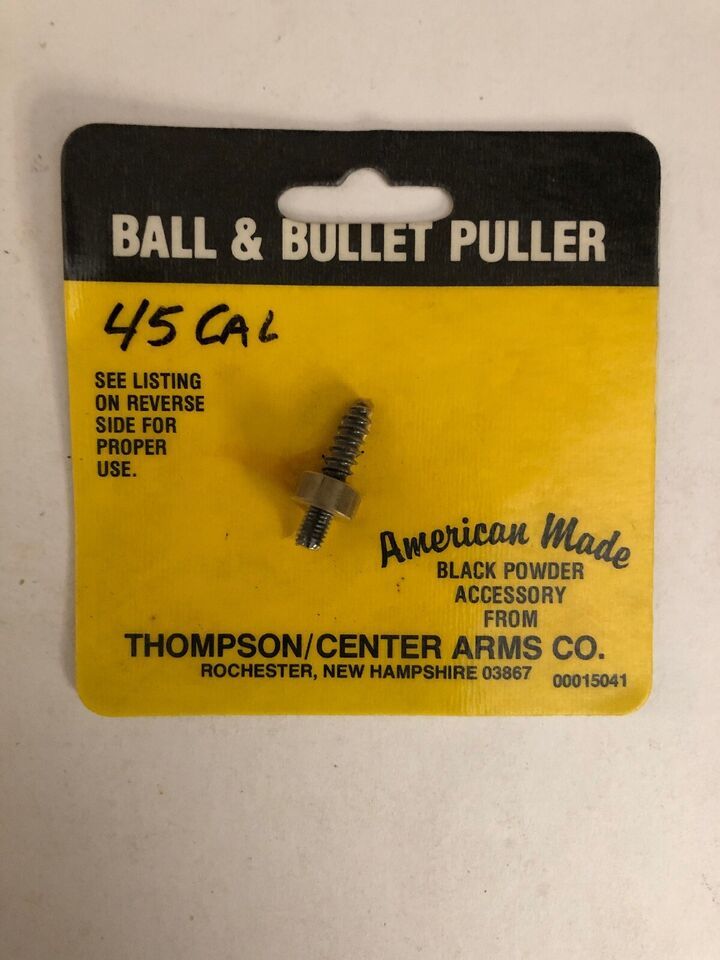 BALL & BULLET PULLER
45 CAL
SEE LISTING
ON REVERSE
SIDE FOR
PROPER
USE.
American Made
BLACK POWDER
ACCESSORY
FROM
THOMPSON/CENTER ARMS CO.
ROCHESTER, NEW HAMPSHIRE 03867
00015041